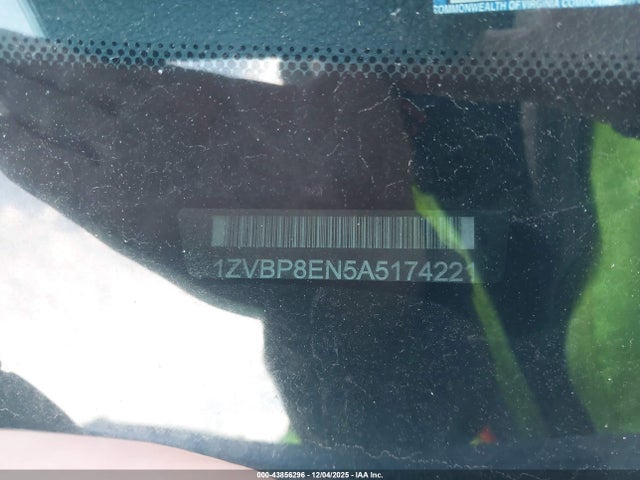 COMMONWEALTH OF VIRGINIA
1ZVBP8EN5A5174221
000-43856296 - 12/04/2025 - IAA Inc.